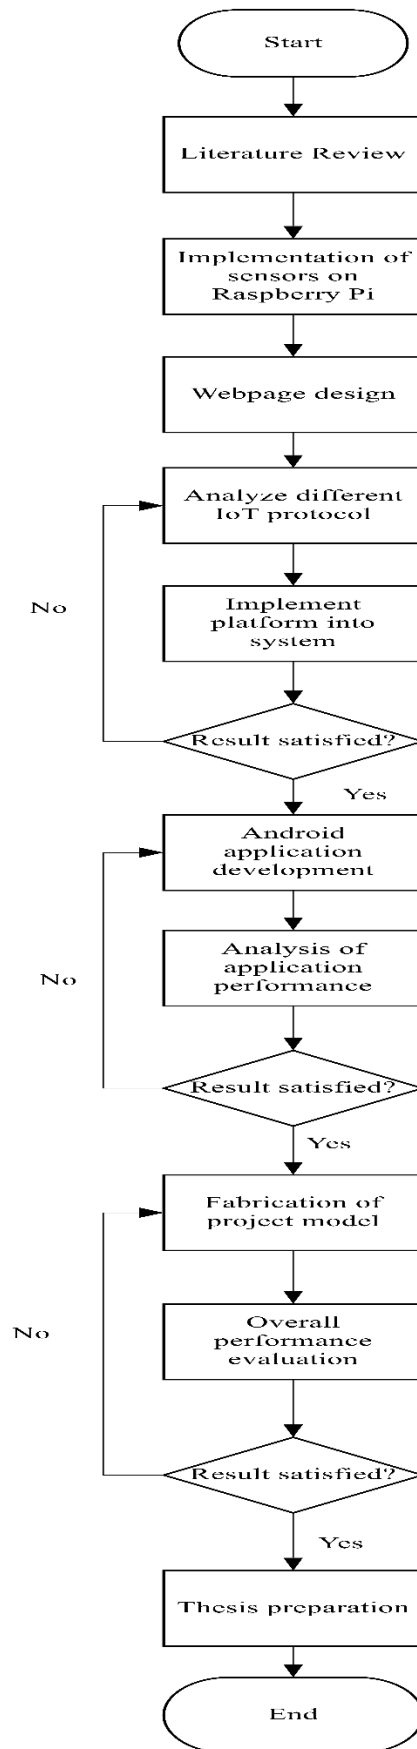 Start
Literature Review
Implementation of
sensors on
Raspberry Pi
Webpage design
Analyze different
IoT protocol
No
Implement
platform into
system
Result satisfied?
Yes
Android
application
development
No
Analysis of
application
performance
Result satisfied?
Yes
Fabrication of
project model
No
Overall
performance
evaluation
Result satisfied?
Yes
Thesis preparation
End